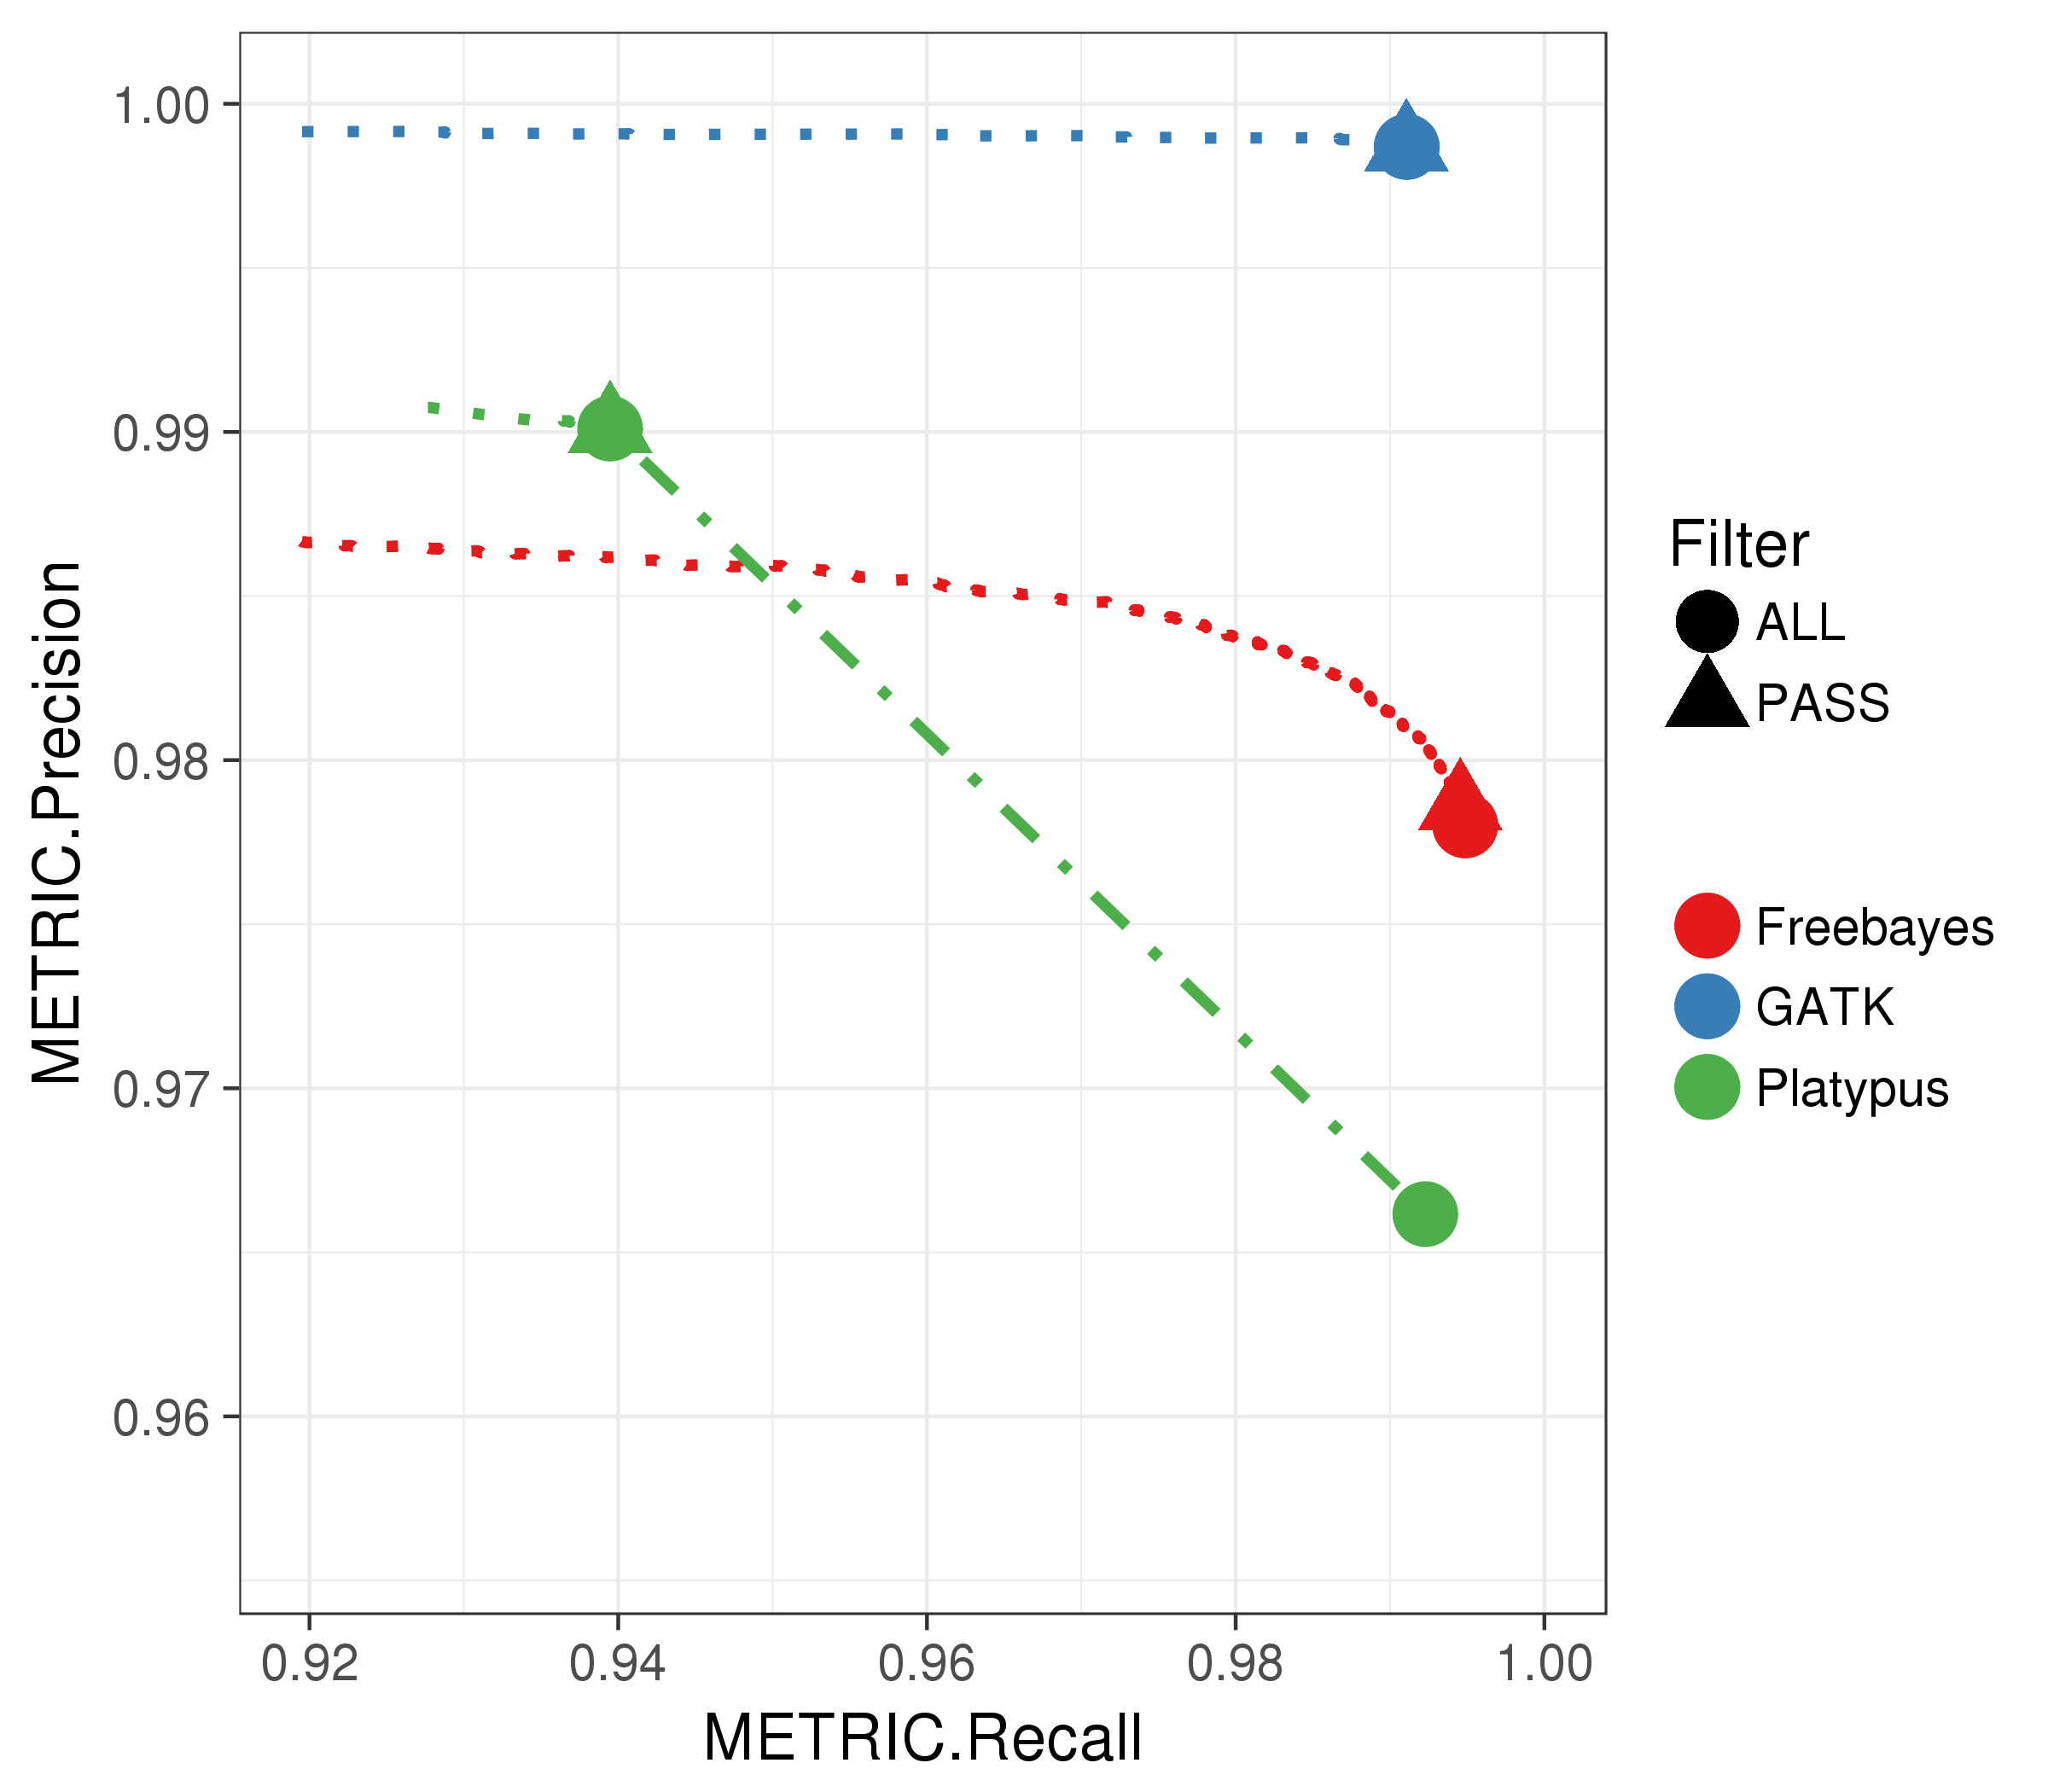 METRIC.Precision
1.00
0.99
0.98
0.97
0.96
0.92
0.94
0.96
0.98
1.00
METRIC.Recall
Filter
ALL
PASS
Freebayes
GATK
Platypus